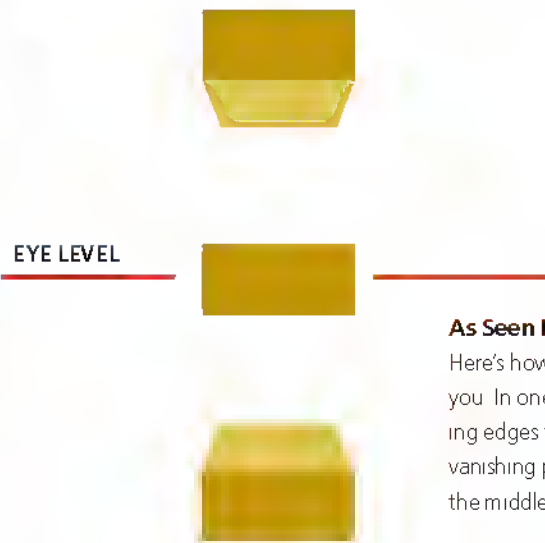 EYE LEVEL
As Seen
Here's how
you In one
ing edges
vanishing
the middle